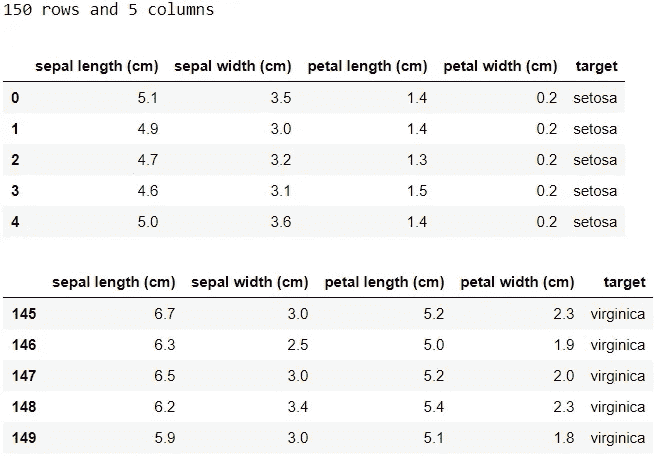 150 rows and 5 columns
sepal length (cm) sepal width (cm) petal length (cm) petal width (cm) target
0 5.1 3.5 1.4 0.2 setosa
1 4.9 3.0 1.4 0.2 setosa
2 4.7 3.2 1.3 0.2 setosa
3 4.6 3.1 1.5 0.2 setosa
4 5.0 3.6 1.4 0.2 setosa
sepal length (cm) sepal width (cm) petal length (cm) petal width (cm) target
145 6.7 3.0 5.2 2.3 virginica
146 6.3 2.5 5.0 1.9 virginica
147 6.5 3.0 5.2 2.0 virginica
148 6.2 3.4 5.4 2.3 virginica
149 5.9 3.0 5.1 1.8 virginica